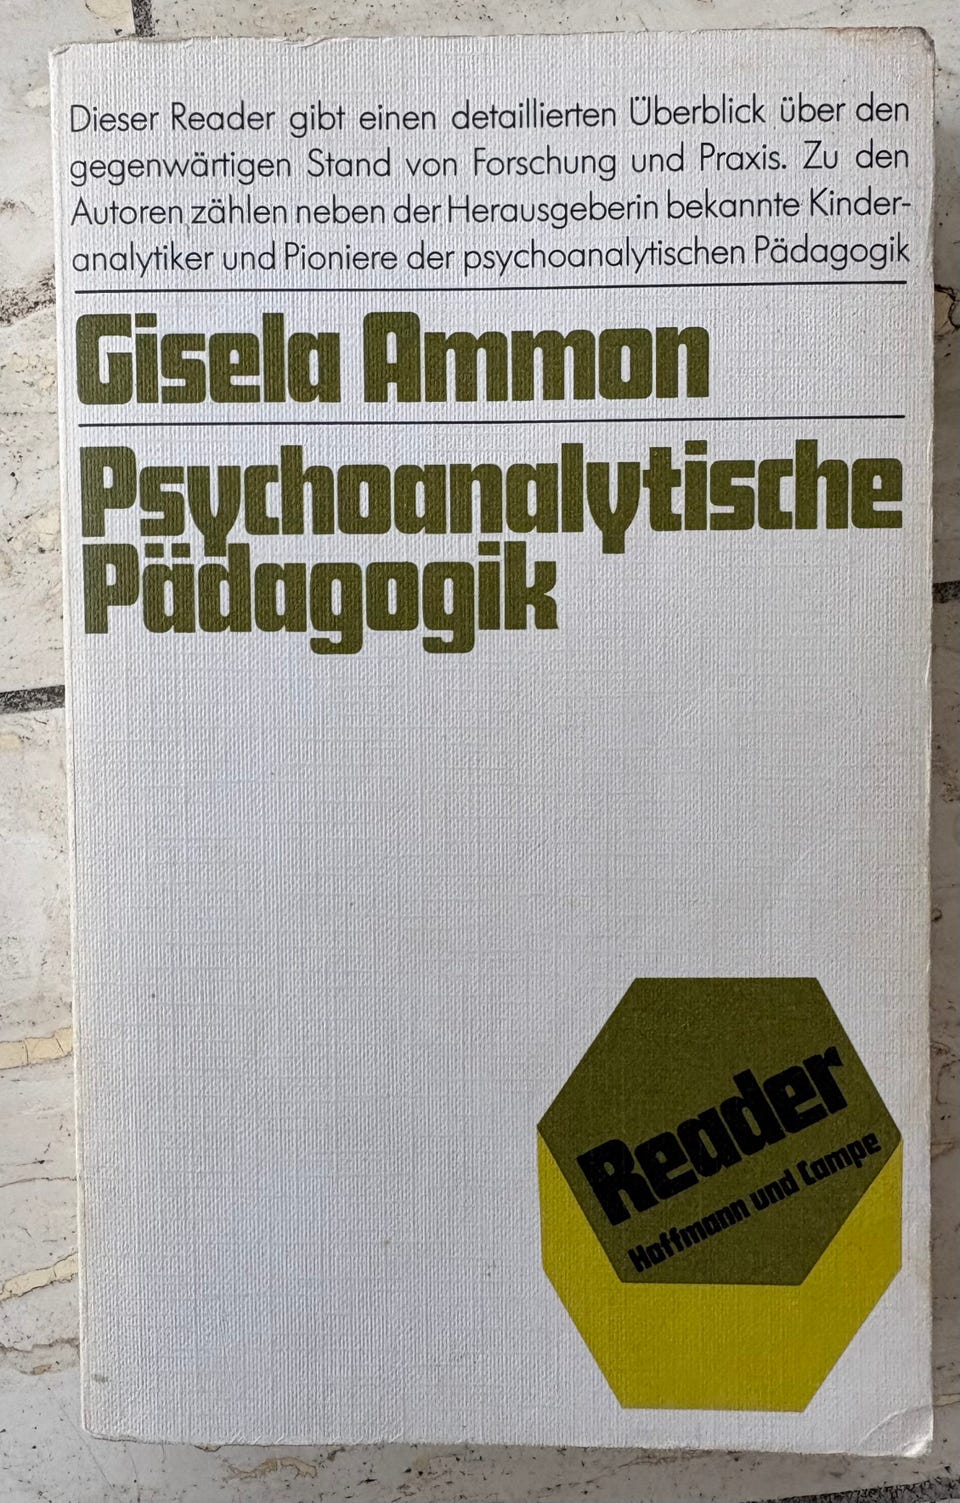 Dieser Reader gibt einen detaillierten Überblick über den
gegenwärtigen Stand von Forschung und Praxis. Zu den
Autoren zählen neben der Herausgeberin bekannte Kinder-
analytiker und Pioniere der psychoanalytischen Pädagogik
Gisela Ammon
Psychoanalytische
Pädagogik
Reader
Hoffmann und Campe